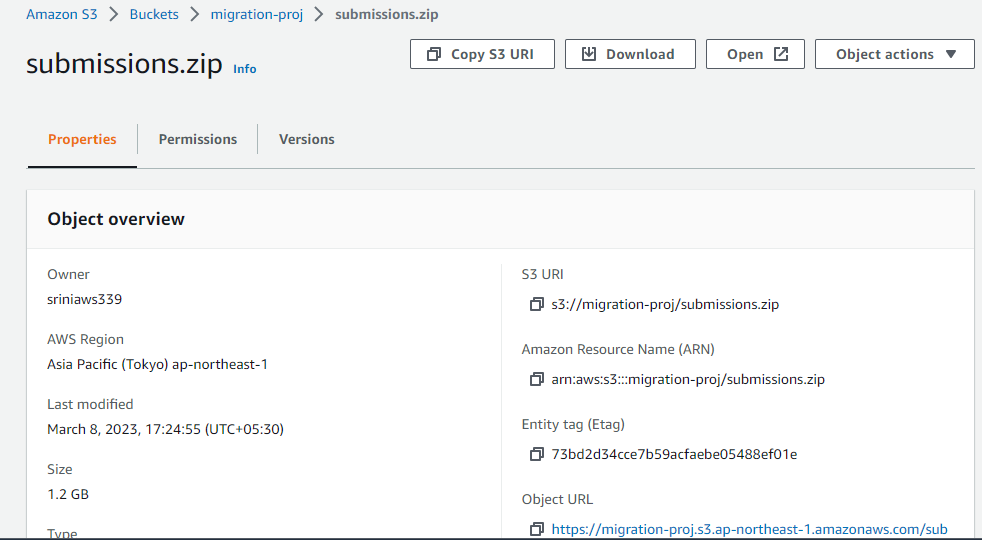 Amazon S3 > Buckets > migration-proj > submissions.zip
submissions.zip Info
Copy S3 URI Download Open Object actions
Properties Permissions Versions
Object overview
Owner
sriniaws339
AWS Region
Asia Pacific (Tokyo) ap-northeast-1
Last modified
March 8, 2023, 17:24:55 (UTC+05:30)
Size
1.2 GB
Type
S3 URI
s3://migration-proj/submissions.zip
Amazon Resource Name (ARN)
arn:aws:s3:::migration-proj/submissions.zip
Entity tag (Etag)
73bd2d34cce7b59acfaebe05488ef01e
Object URL
https://migration-proj.s3.ap-northeast-1.amazonaws.com/sub